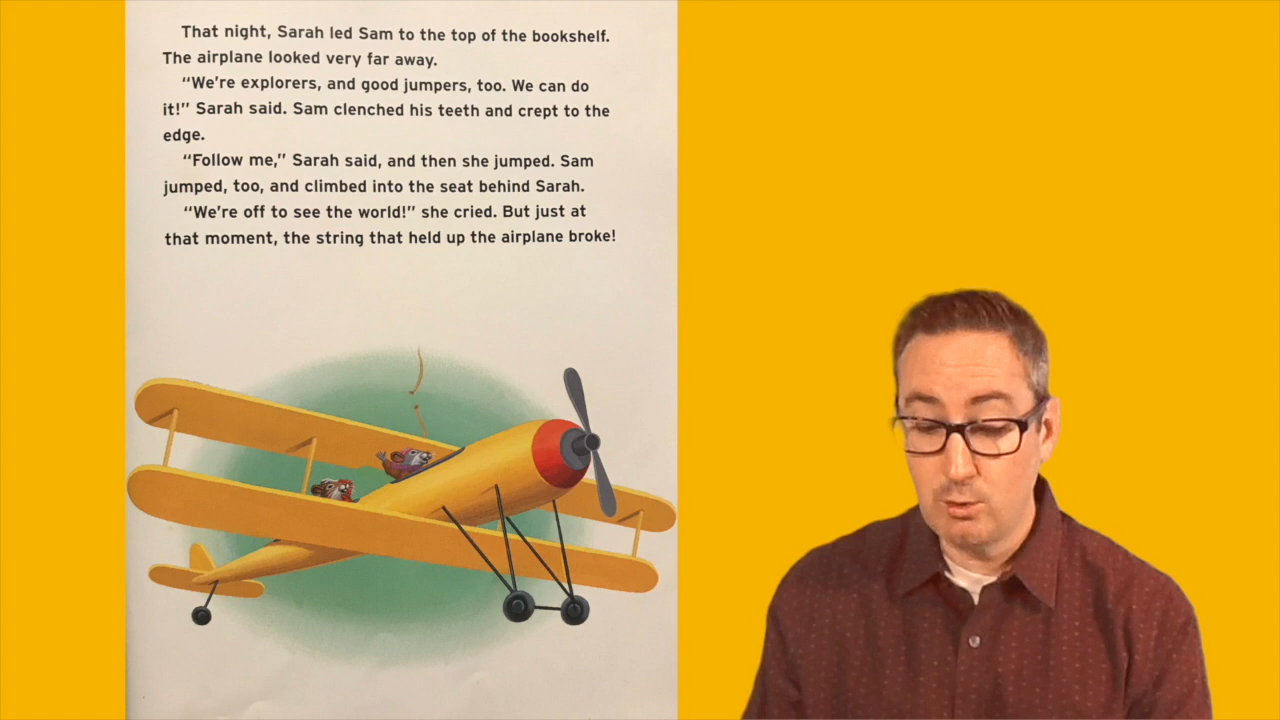 That night, Sarah led Sam to the top of the bookshelf.
The airplane looked very far away.
“We’re explorers, and good jumpers, too. We can do
it!” Sarah said. Sam clenched his teeth and crept to the
edge.
“Follow me,” Sarah said, and then she jumped. Sam
jumped, too, and climbed into the seat behind Sarah.
“We’re off to see the world!” she cried. But just at
that moment, the string that held up the airplane broke!